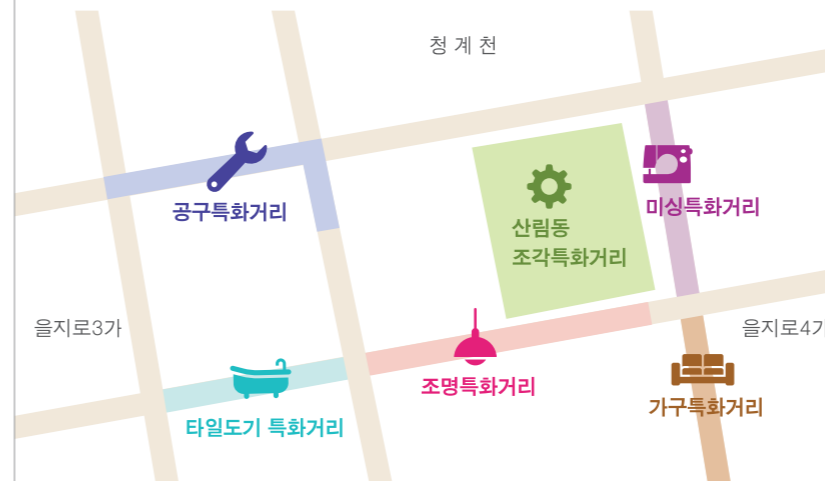 청계천
공구특화거리
미싱특화거리
산림동
조각특화거리
을지로3가
을지로4가
조명특화거리
타일도기 특화거리
가구특화거리